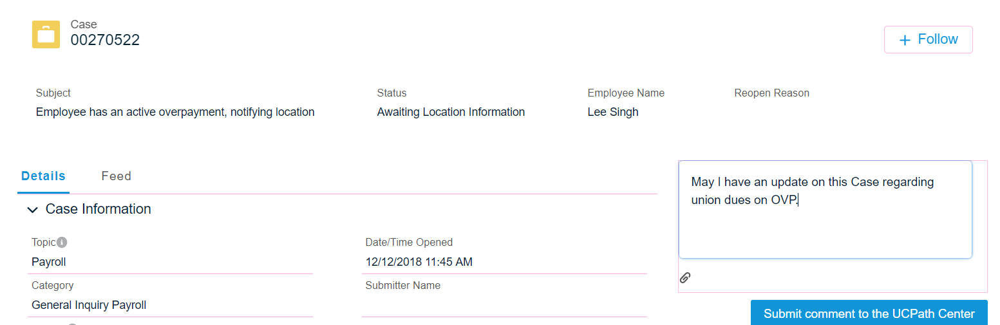 Case
00270522
+ Follow
Subject
Employee has an active overpayment, notifying location
Status
Awaiting Location Information
Employee Name
Lee Singh
Reopen Reason
Details
Feed
Case Information
Topic
Payroll
Date/Time Opened
12/12/2018 11:45 AM
Category
General Inquiry Payroll
Submitter Name
May I have an update on this Case regarding
union dues on OVP.
Submit comment to the UCPath Center